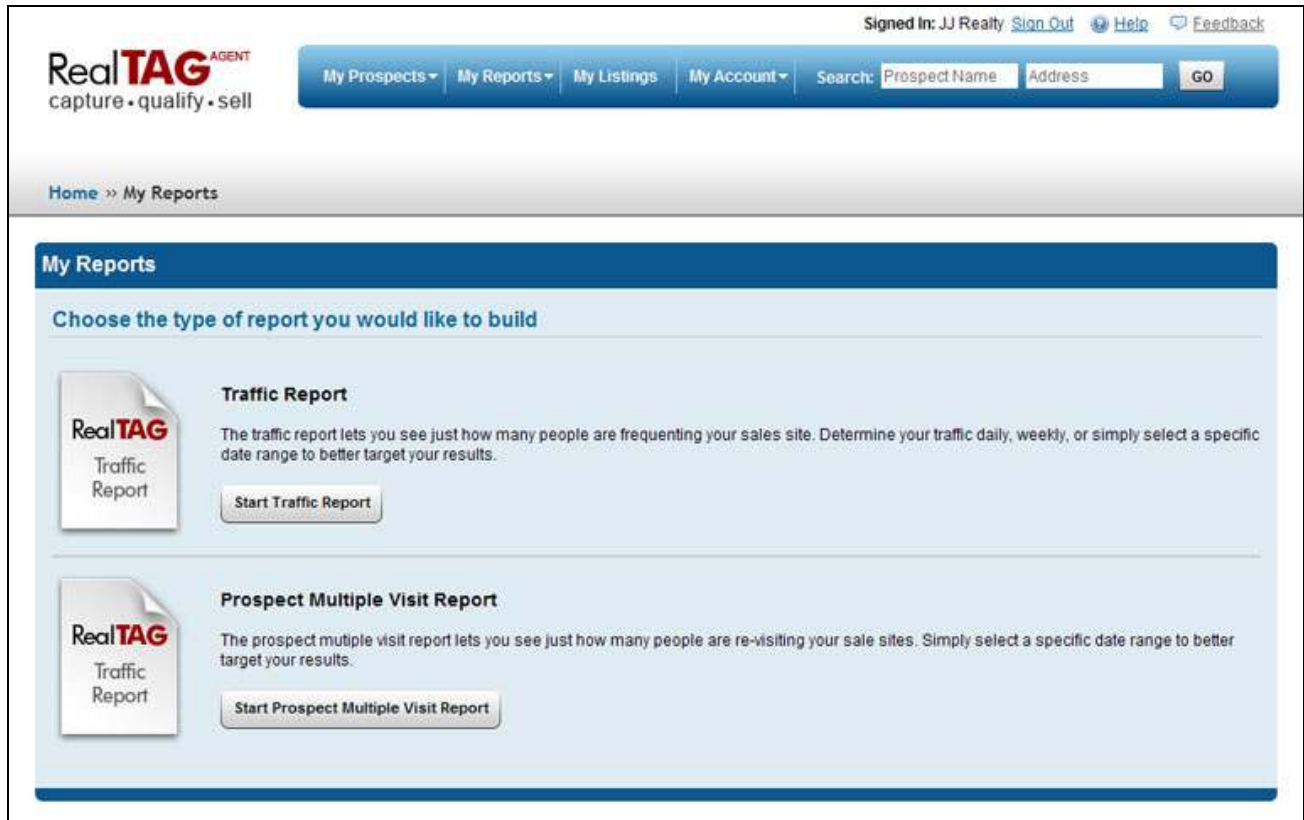 Signed In: JJ Realty Sign Out Help Feedback
RealTAG AGENT
capture • qualify • sell
My Prospects My Reports My Listings My Account Search: Prospect Name Address GO
Home » My Reports
My Reports
Choose the type of report you would like to build
RealTAG
Traffic
Report
Traffic Report
The traffic report lets you see just how many people are frequenting your sales site. Determine your traffic daily, weekly, or simply select a specific
date range to better target your results.
Start Traffic Report
RealTAG
Traffic
Report
Prospect Multiple Visit Report
The prospect mutiple visit report lets you see just how many people are re-visiting your sale sites. Simply select a specific date range to better
target your results.
Start Prospect Multiple Visit Report